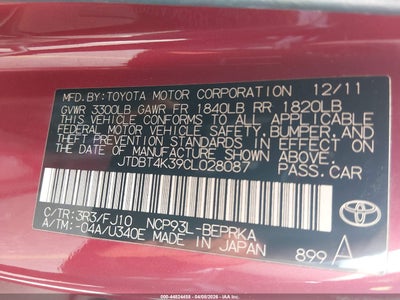 MFD.BY:TOYOTA MOTOR CORPORATION 12/11
GVWR 3300LB GAWR FR 1840LB RR 1820LB
THIS VEHICLE CONFORMS TO ALL APPLICABLE
FEDERAL MOTOR VEHICLE SAFETY, BUMPER, AND
THEFT PREVENTION STANDARDS IN EFFECT ON
THE DATE OF MANUFACTURE SHOWN ABOVE.
JTDBT4K39CL028087 PASS.CAR
C/TR:3R3/FJ10 NCP93L-BEPRKA
A/TM:-04A/U340E MADE IN JAPAN
TOYOTA
899 A